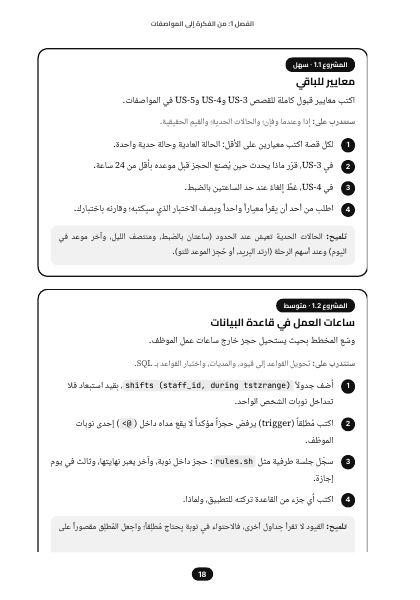 الفصل 1: من الفكرة إلى المواصفات
المشروع 1.1 · سهل
معايير للباقي
اكتب معايير قبول كاملة للقصص US-3 وUS-4 وUS-5 في المواصفات.
ستتدرب على: إذا وعندما وفإن؛ والحالات الحدية؛ والقيم الحقيقية.
1 لكل قصة اكتب معيارين على الأقل: الحالة العادية وحالة حدية واحدة.
2 في US-3، قرّر ماذا يحدث حين يُصنع الحجز قبل موعده بأقل من 24 ساعة.
3 في US-4، غطِّ إلغاءً عند حد الساعتين بالضبط.
4 اطلب من أحد أن يقرأ معياراً واحداً ويصف الاختبار الذي سيكتبه؛ وقارنه باختبارك.
تلميح: الحالات الحدية تعيش عند الحدود (ساعتان بالضبط، ومنتصف الليل، وآخر موعد في
اليوم) وعند أسهم الرحلة (ارتد البريد، أو حُجز الموعد للتو).
المشروع 1.2 · متوسط
ساعات العمل في قاعدة البيانات
وسّع المخطط بحيث يستحيل حجز خارج ساعات عمل الموظف.
ستتدرب على: تحويل القواعد إلى قيود، والمديات، واختبار القواعد بـ SQL.
1 أضف جدولاً shifts (staff_id, during tstzrange)، بقيد استبعاد فلا
تتداخل نوبات الشخص الواحد.
2 اكتب مُطلِقاً (trigger) يرفض حجزاً مؤكداً لا يقع مداه داخل (<@) إحدى نوبات
الموظف.
3 سجّل جلسة طرفية مثل rules.sh: حجز داخل نوبة، وآخر يعبر نهايتها، وثالث في يوم
إجازة.
4 اكتب أي جزء من القاعدة تركته للتطبيق، ولماذا.
تلميح: القيود لا تقرأ جداول أخرى، فالاحتواء في نوبة يحتاج مُطلِقاً؛ واجعل المُطلِق مقصوراً على
18